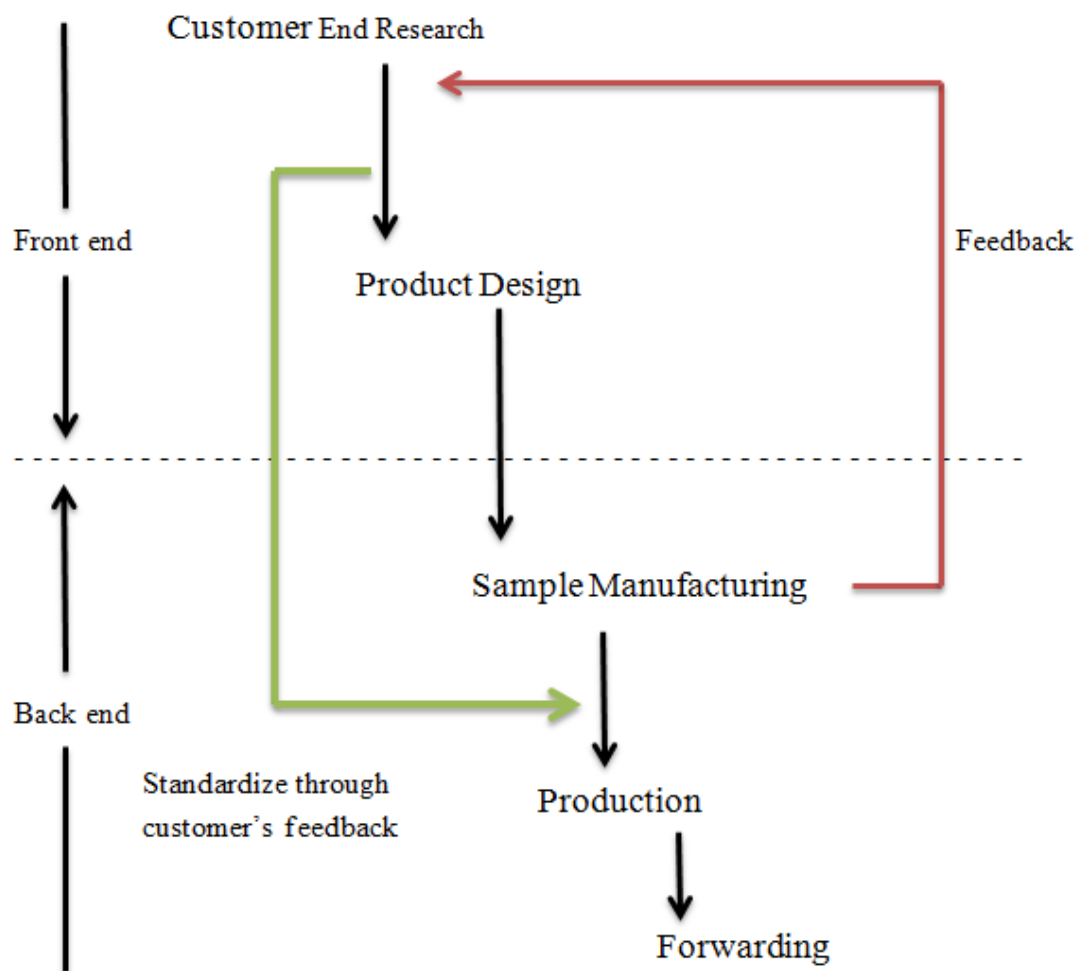 Customer End Research
Front end
Feedback
Product Design
Sample Manufacturing
Back end
Standardize through
customer's feedback
Production
Forwarding